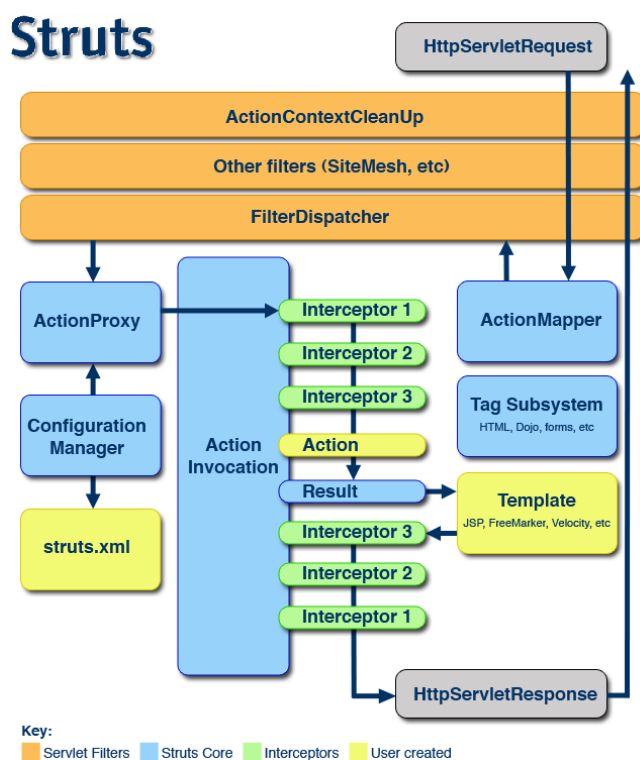 Struts
HttpServletRequest
ActionContextCleanUp
Other filters (SiteMesh, etc)
FilterDispatcher
ActionProxy
Interceptor 1
ActionMapper
Interceptor 2
Interceptor 3
Configuration
Manager
Action
Invocation
Action
Tag Subsystem
HTML, Dojo, forms, etc
Result
Template
JSP, FreeMarker, Velocity, etc
struts.xml
Interceptor 3
Interceptor 2
Interceptor 1
HttpServletResponse
Key:
Servlet Filters
Struts Core
Interceptors
User created